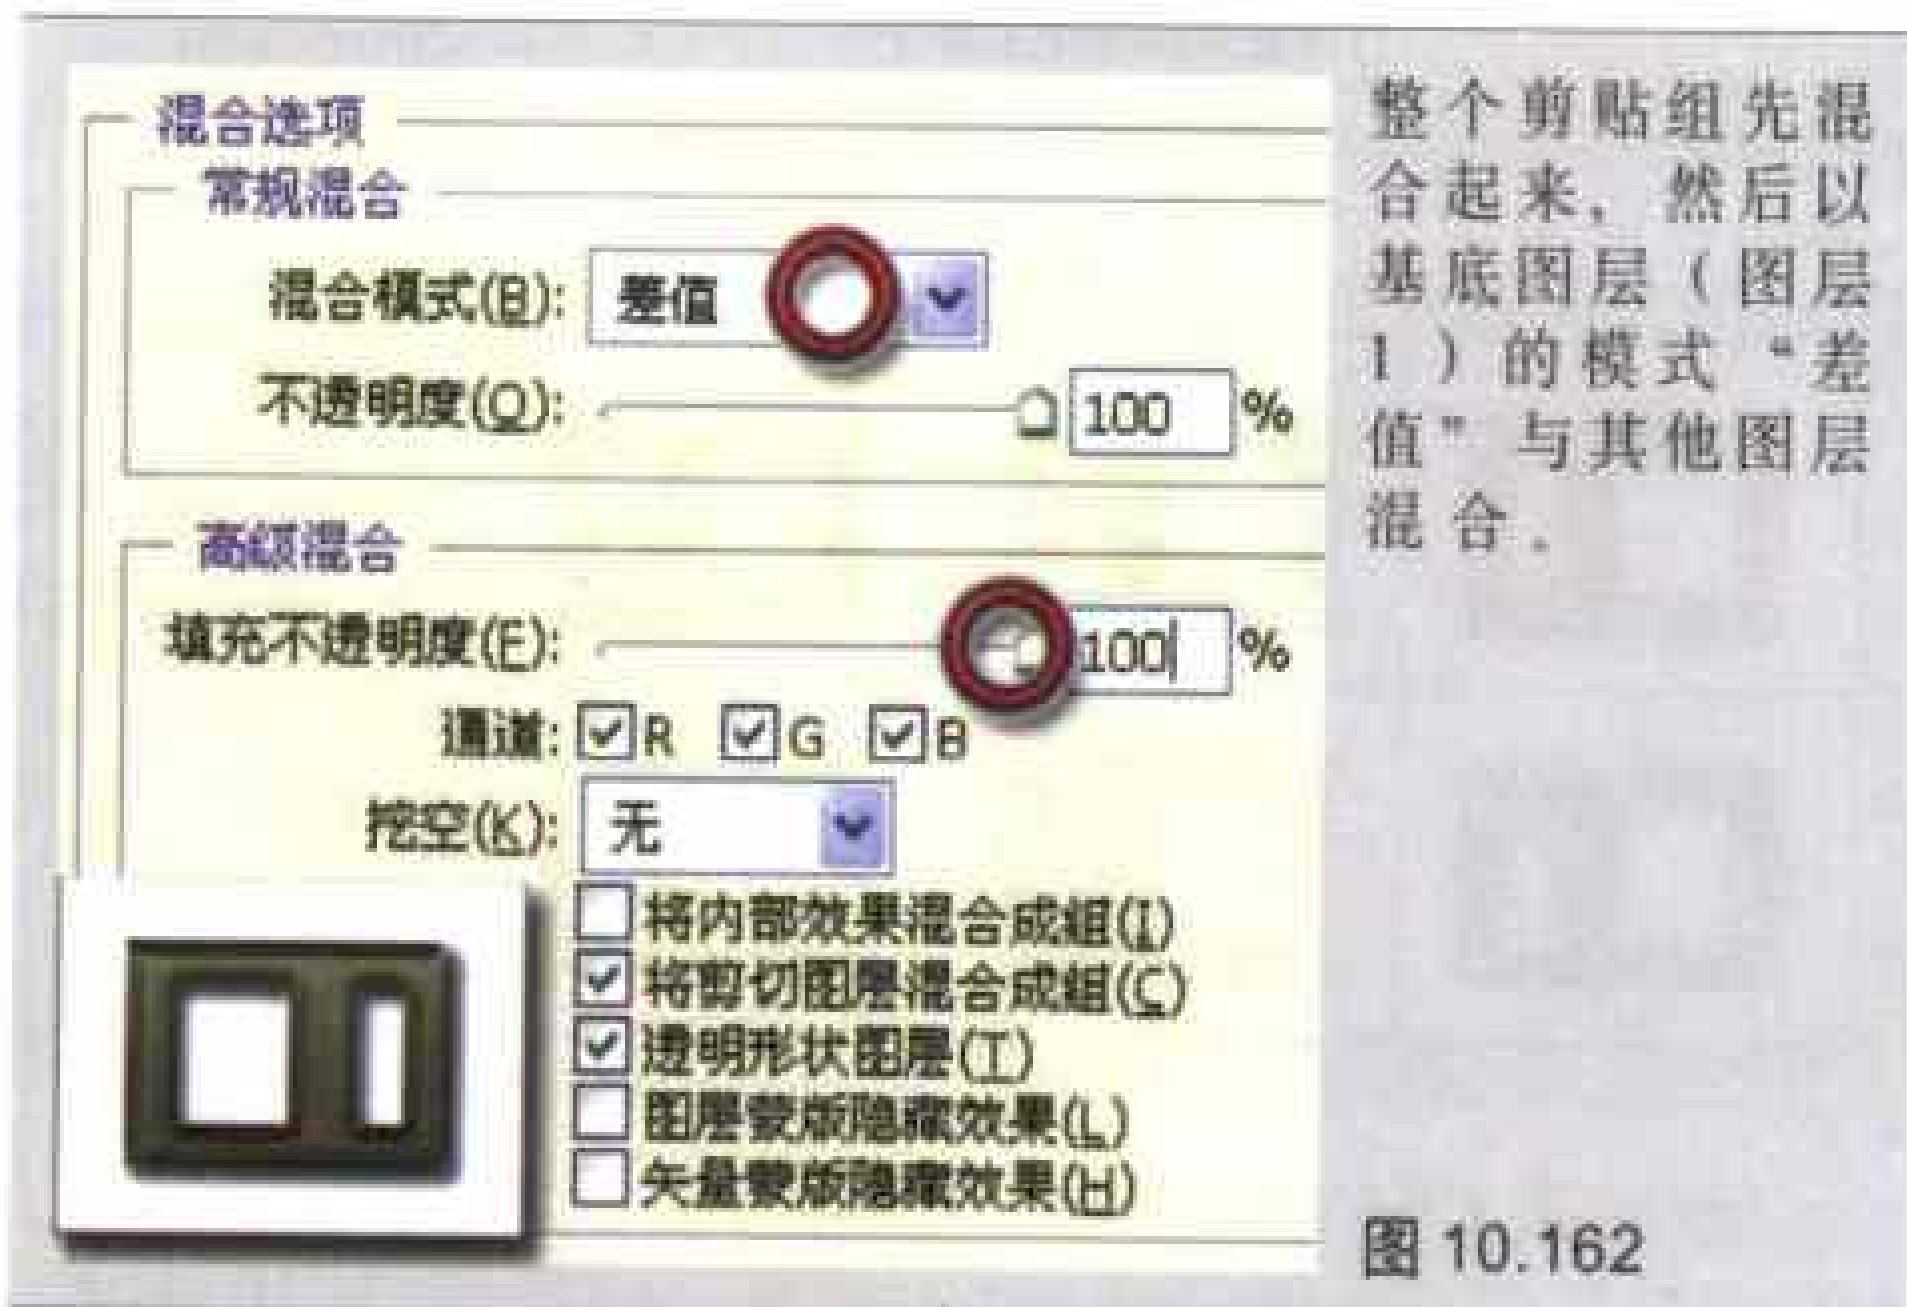 混合选项
常规混合
混合模式(B): 差值
不透明度(O): 100 %
高级混合
填充不透明度(F): 100 %
通道: R G B
挖空(K): 无
将内部效果混合成组(I)
将剪切图层混合成组(C)
透明形状图层(T)
图层蒙版隐藏效果(L)
矢量蒙版隐藏效果(H)
整个剪贴组先混
合起来，然后以
基底图层（图层
1）的模式“差
值”与其他图层
混合。
图 10.162